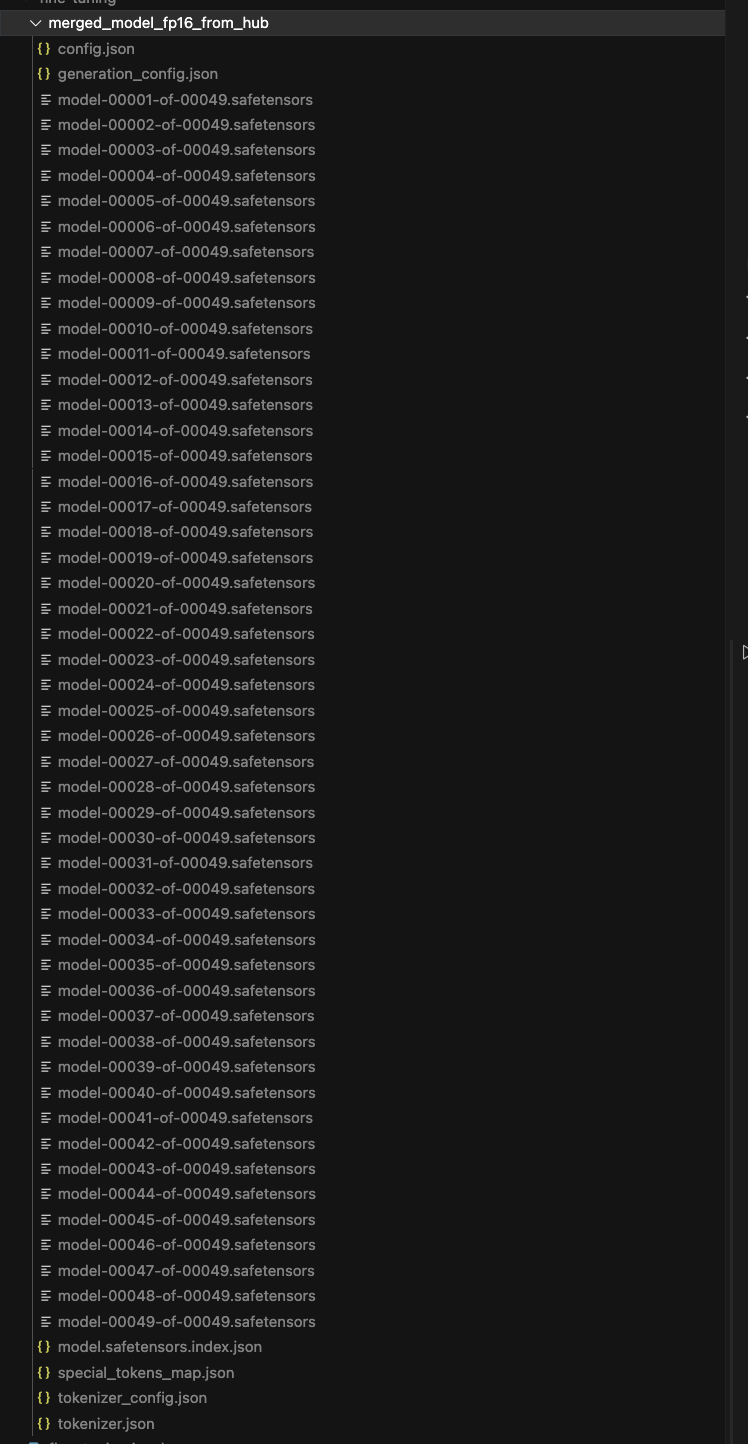 merged_model_fp16_from_hub
{} config.json
{} generation_config.json
model-00001-of-00049.safetensors
model-00002-of-00049.safetensors
model-00003-of-00049.safetensors
model-00004-of-00049.safetensors
model-00005-of-00049.safetensors
model-00006-of-00049.safetensors
model-00007-of-00049.safetensors
model-00008-of-00049.safetensors
model-00009-of-00049.safetensors
model-00010-of-00049.safetensors
model-00011-of-00049.safetensors
model-00012-of-00049.safetensors
model-00013-of-00049.safetensors
model-00014-of-00049.safetensors
model-00015-of-00049.safetensors
model-00016-of-00049.safetensors
model-00017-of-00049.safetensors
model-00018-of-00049.safetensors
model-00019-of-00049.safetensors
model-00020-of-00049.safetensors
model-00021-of-00049.safetensors
model-00022-of-00049.safetensors
model-00023-of-00049.safetensors
model-00024-of-00049.safetensors
model-00025-of-00049.safetensors
model-00026-of-00049.safetensors
model-00027-of-00049.safetensors
model-00028-of-00049.safetensors
model-00029-of-00049.safetensors
model-00030-of-00049.safetensors
model-00031-of-00049.safetensors
model-00032-of-00049.safetensors
model-00033-of-00049.safetensors
model-00034-of-00049.safetensors
model-00035-of-00049.safetensors
model-00036-of-00049.safetensors
model-00037-of-00049.safetensors
model-00038-of-00049.safetensors
model-00039-of-00049.safetensors
model-00040-of-00049.safetensors
model-00041-of-00049.safetensors
model-00042-of-00049.safetensors
model-00043-of-00049.safetensors
model-00044-of-00049.safetensors
model-00045-of-00049.safetensors
model-00046-of-00049.safetensors
model-00047-of-00049.safetensors
model-00048-of-00049.safetensors
model-00049-of-00049.safetensors
{} model.safetensors.index.json
{} special_tokens_map.json
{} tokenizer_config.json
{} tokenizer.json